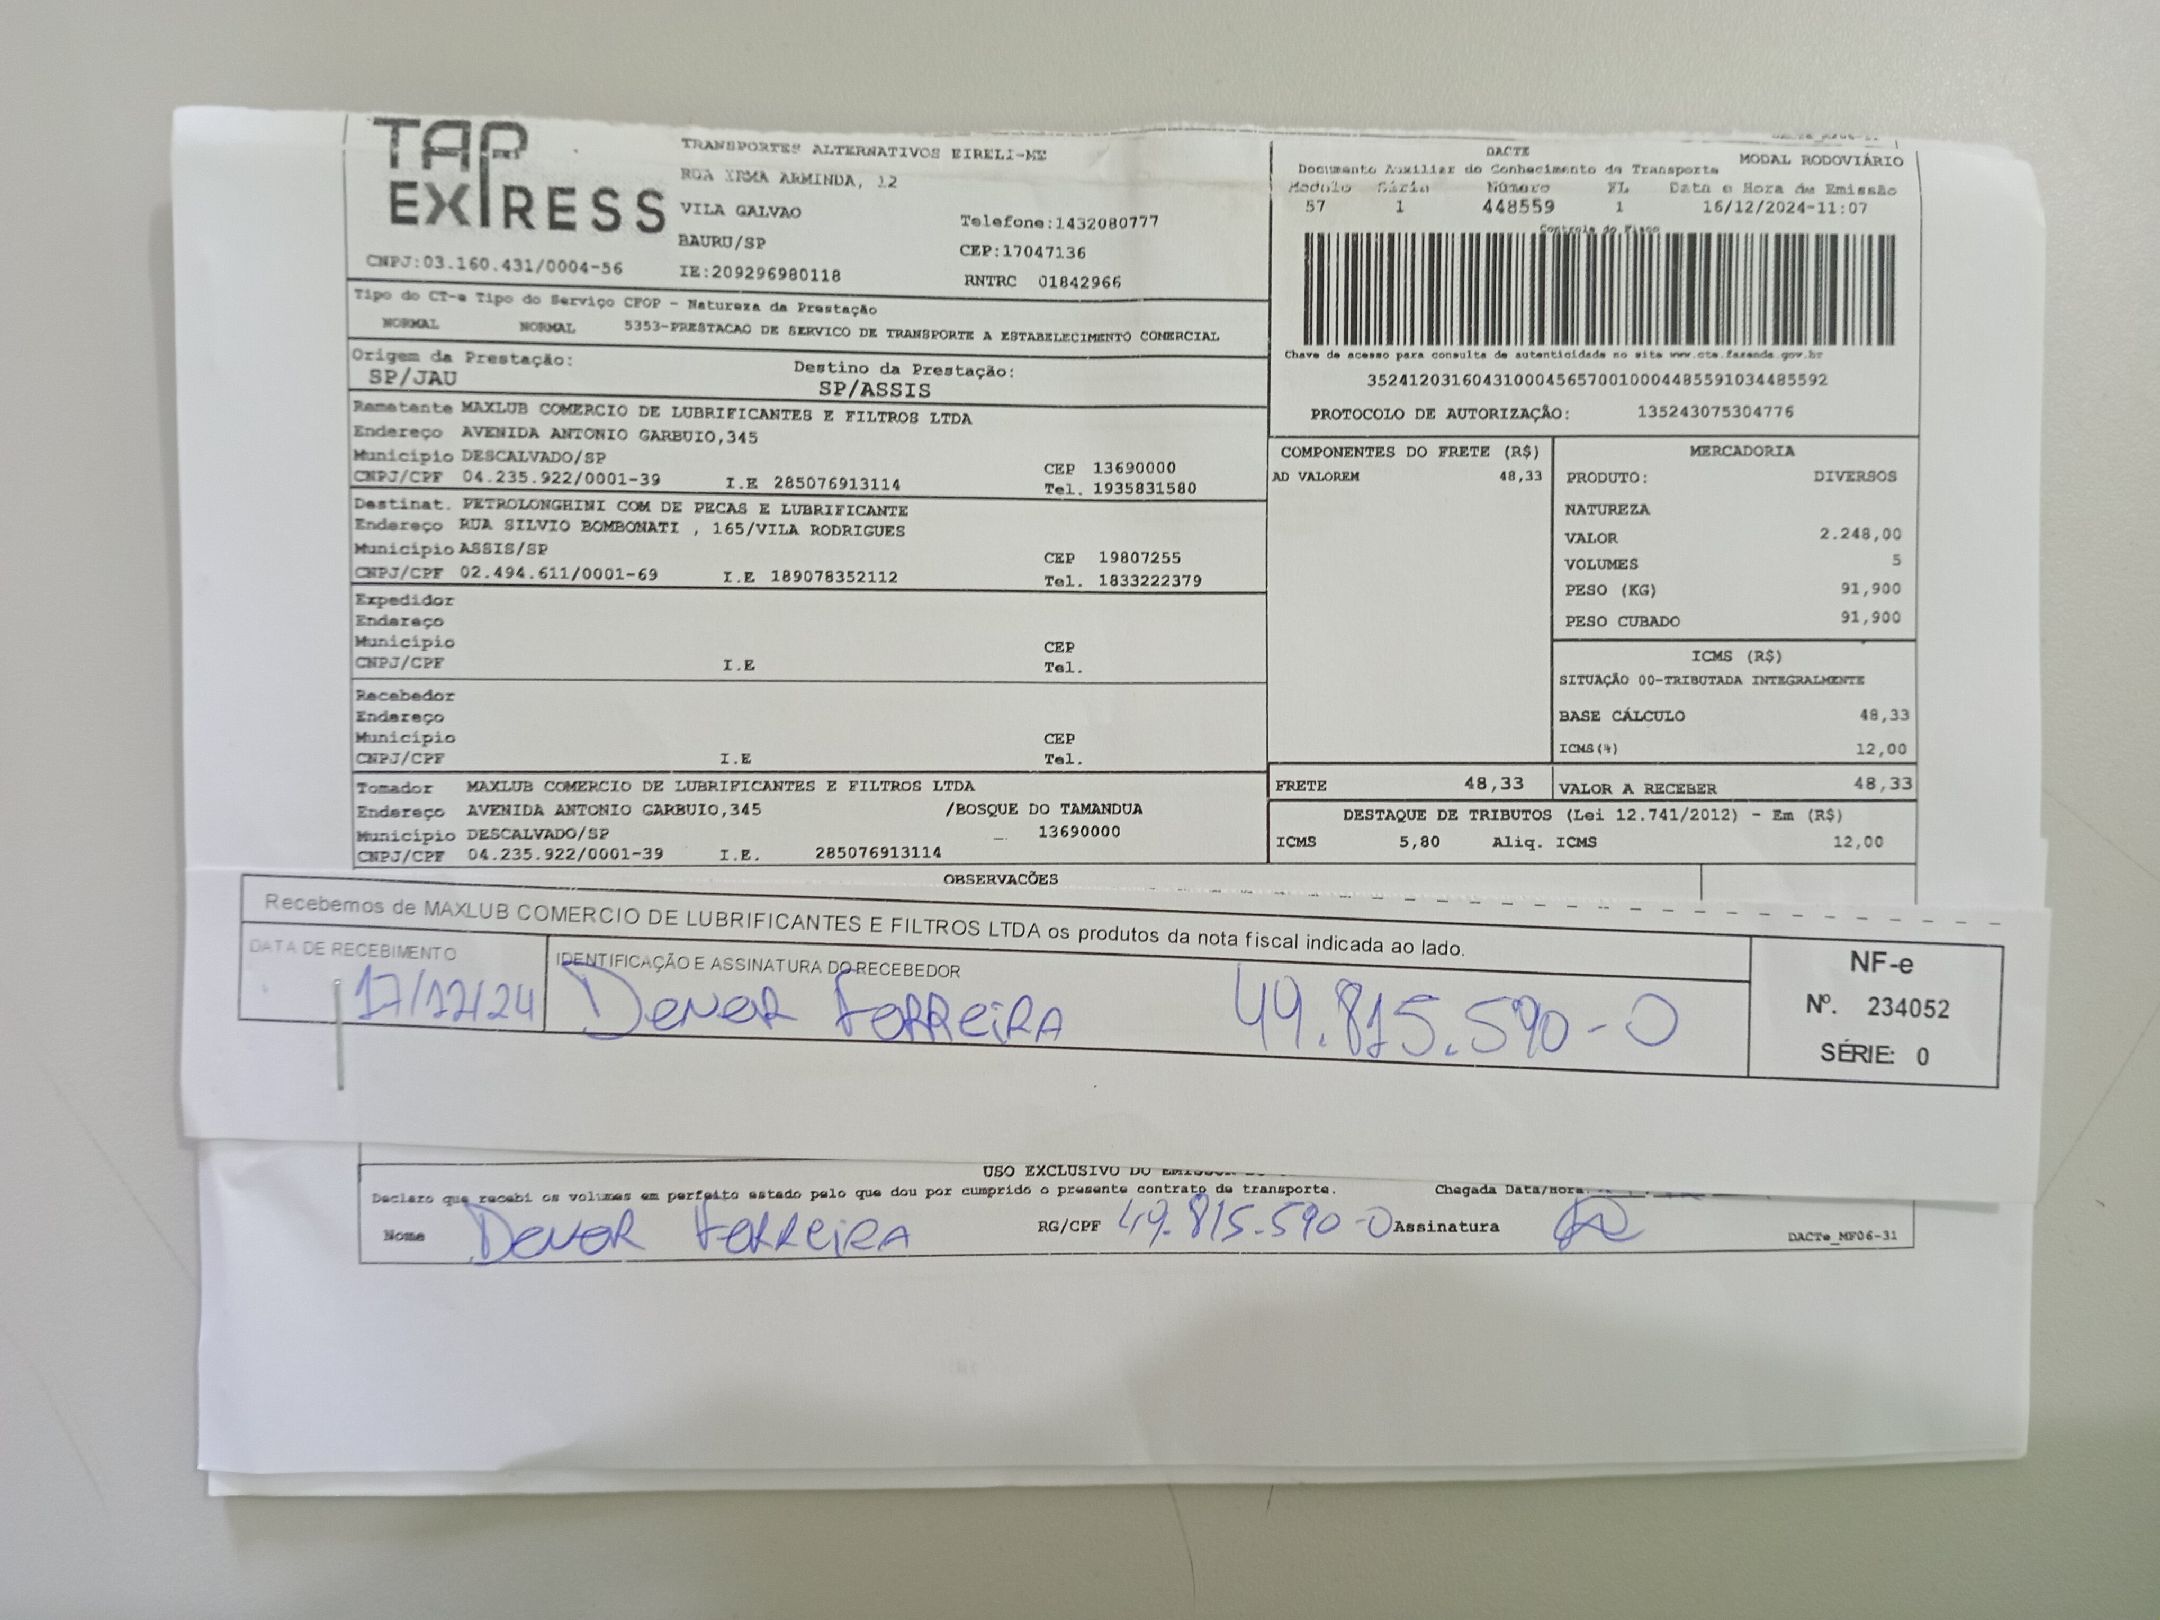 TAP EXPRESS
TRANSPORTES ALTERNATIVOS EIRELI-ME
RUA IRMA ARMINDA, 12
VILA GALVAO
BAURU/SP
IE:209296980118
Telefone:1432080777
CEP:17047136
RNTRC 01842966
CNPJ:03.160.431/0004-56
DACTE
Documento Auxiliar do Conhecimento de Transporte
MODAL RODOVIÁRIO
Modelo Série Número FL Data e Hora de Emissão
57 1 448559 1 16/12/2024-11:07
Controle do Fisco
Chave de acesso para consulta de autenticidade no site www.cte.fazenda.gov.br
35241203160431000456570010004485591034485592
PROTOCOLO DE AUTORIZAÇÃO: 135243075304776
Tipo do CT-e Tipo do Serviço CFOP - Natureza da Prestação
NORMAL NORMAL 5353-PRESTACAO DE SERVICO DE TRANSPORTE A ESTABELECIMENTO COMERCIAL
Origem da Prestação: Destino da Prestação:
SP/JAU SP/ASSIS
Remetente MAXLUB COMERCIO DE LUBRIFICANTES E FILTROS LTDA
Endereço AVENIDA ANTONIO GARBUIO,345
Município DESCALVADO/SP CEP 13690000
CNPJ/CPF 04.235.922/0001-39 I.E 285076913114 Tel. 1935831580
Destinat. PETROLONGHINI COM DE PECAS E LUBRIFICANTE
Endereço RUA SILVIO BOMBONATI , 165/VILA RODRIGUES
Município ASSIS/SP CEP 19807255
CNPJ/CPF 02.494.611/0001-69 I.E 189078352112 Tel. 1833222379
Expedidor
Endereço
Município CEP
CNPJ/CPF I.E Tel.
Recebedor
Endereço
Município CEP
CNPJ/CPF I.E Tel.
Tomador MAXLUB COMERCIO DE LUBRIFICANTES E FILTROS LTDA
Endereço AVENIDA ANTONIO GARBUIO,345 /BOSQUE DO TAMANDUA
Município DESCALVADO/SP 13690000
CNPJ/CPF 04.235.922/0001-39 I.E. 285076913114
COMPONENTES DO FRETE (R$)
AD VALOREM 48,33
MERCADORIA
PRODUTO: DIVERSOS
NATUREZA
VALOR 2.248,00
VOLUMES 5
PESO (KG) 91,900
PESO CUBADO 91,900
ICMS (R$)
SITUAÇÃO 00-TRIBUTADA INTEGRALMENTE
BASE CÁLCULO 48,33
ICMS(%) 12,00
FRETE 48,33 VALOR A RECEBER 48,33
DESTAQUE DE TRIBUTOS (Lei 12.741/2012) - Em (R$)
ICMS 5,80 Aliq. ICMS 12,00
OBSERVACÕES
Recebemos de MAXLUB COMERCIO DE LUBRIFICANTES E FILTROS LTDA os produtos da nota fiscal indicada ao lado.
DATA DE RECEBIMENTO IDENTIFICAÇÃO E ASSINATURA DO RECEBEDOR
17/12/24 Dener Ferreira 49.815.590-0
NF-e
Nº. 234052
SÉRIE: 0
USO EXCLUSIVO DO
Declaro que recebi os volumes em perfeito estado pelo que dou por cumprido o presente contrato de transporte. Chegada Data/Hora
Nome Dener Ferreira RG/CPF 49.815.590-0 Assinatura
DACTe_MF06-31